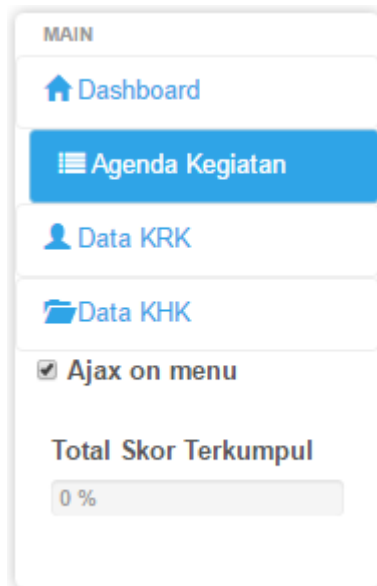 MAIN
Dashboard
Agenda Kegiatan
Data KRK
Data KHK
Ajax on menu
Total Skor Terkumpul
0 %